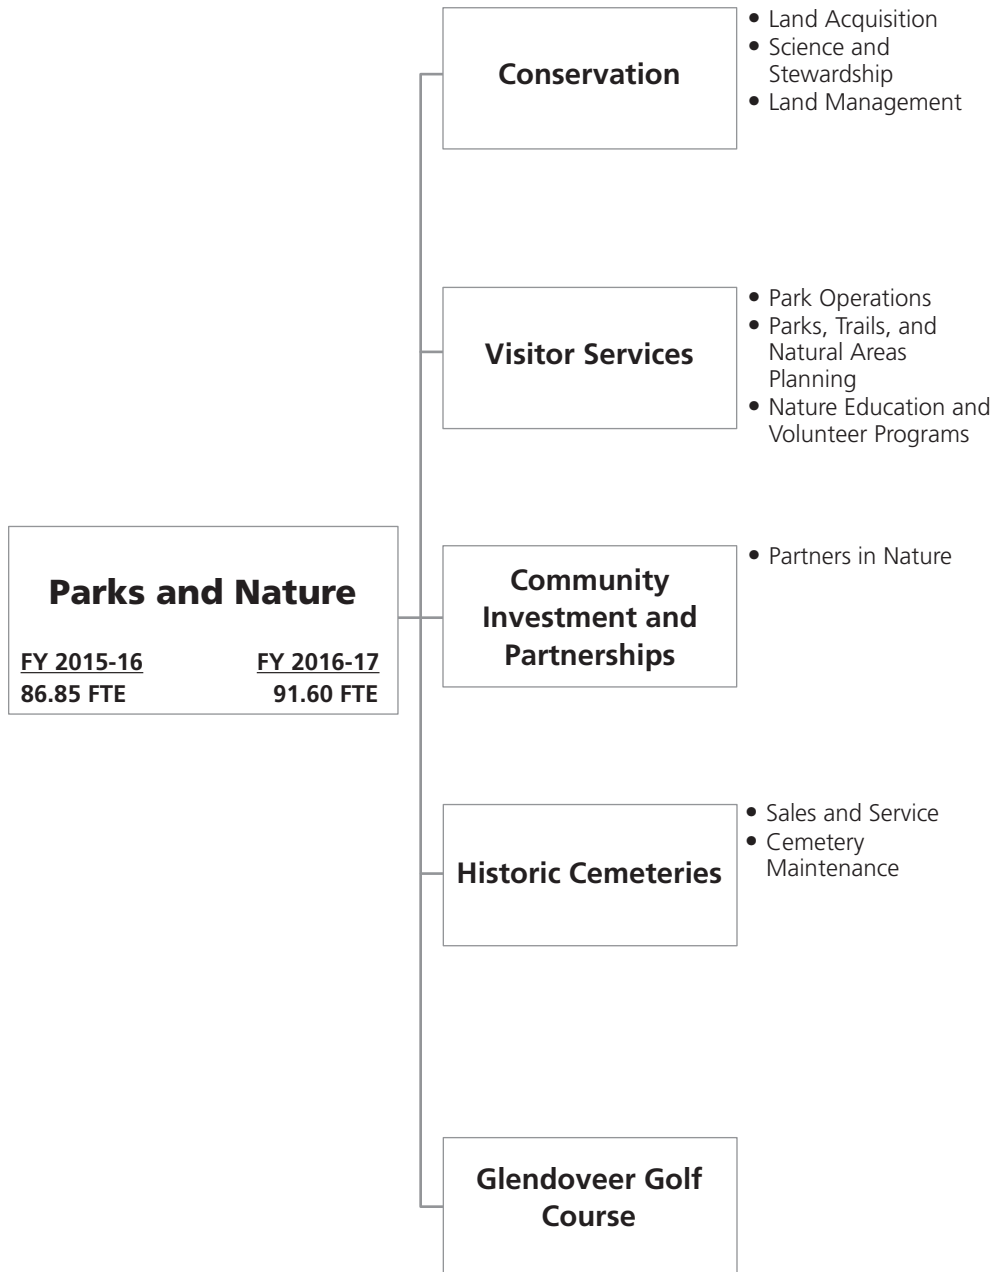 Conservation
• Land Acquisition
• Science and
Stewardship
• Land Management
Visitor Services
• Park Operations
• Parks, Trails, and
Natural Areas
Planning
• Nature Education and
Volunteer Programs
Parks and Nature
FY 2015-16 FY 2016-17
86.85 FTE 91.60 FTE
Community
Investment and
Partnerships
• Partners in Nature
Historic Cemeteries
• Sales and Service
• Cemetery
Maintenance
Glendoveer Golf
Course